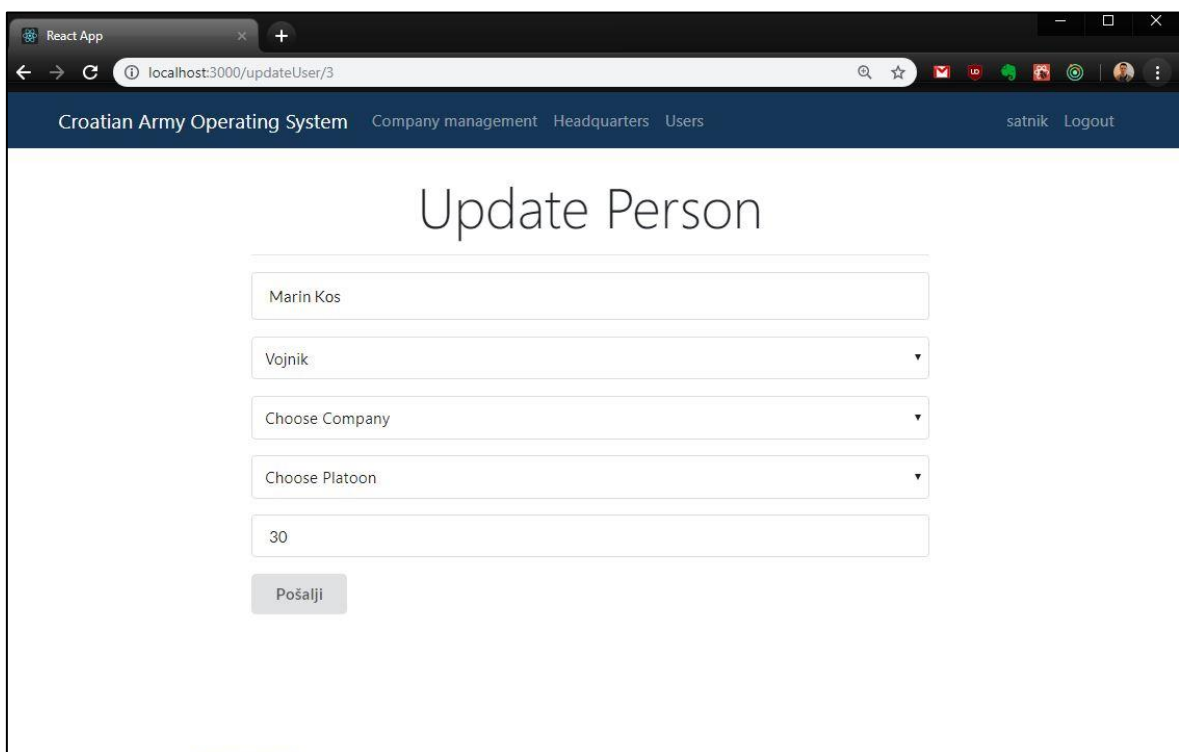 React App
localhost:3000/updateUser/3
Croatian Army Operating System Company management Headquarters Users satnik Logout
Update Person
Marin Kos
Vojnik
Choose Company
Choose Platoon
30
Pošalji